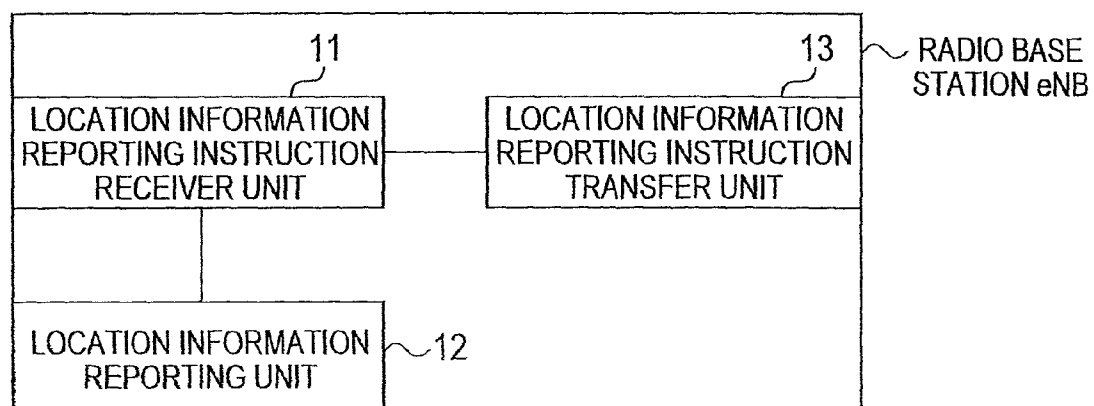 11
13
RADIO BASE
STATION eNB
LOCATION INFORMATION
REPORTING INSTRUCTION
RECEIVER UNIT
LOCATION INFORMATION
REPORTING INSTRUCTION
TRANSFER UNIT
LOCATION INFORMATION
REPORTING UNIT
12